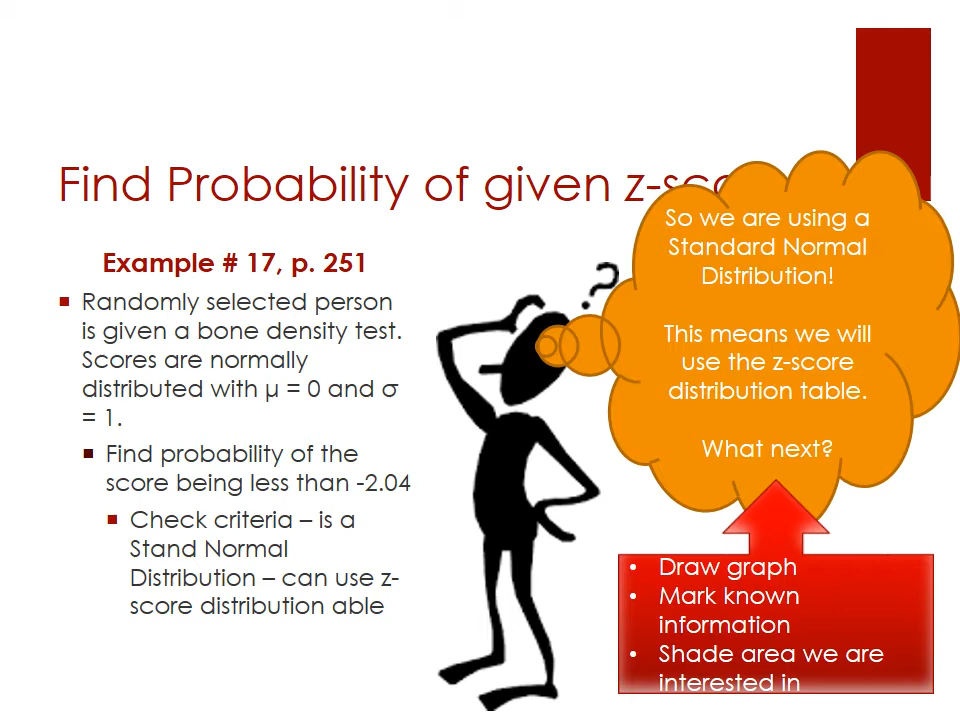 Find Probability of given z-sco
Example # 17, p. 251
▪ Randomly selected person
is given a bone density test.
Scores are normally
distributed with μ = 0 and σ
= 1.
▪ Find probability of the
score being less than -2.04
▪ Check criteria – is a
Stand Normal
Distribution – can use z-
score distribution able
?
So we are using a
Standard Normal
Distribution!
This means we will
use the z-score
distribution table.
What next?
• Draw graph
• Mark known
information
• Shade area we are
interested in